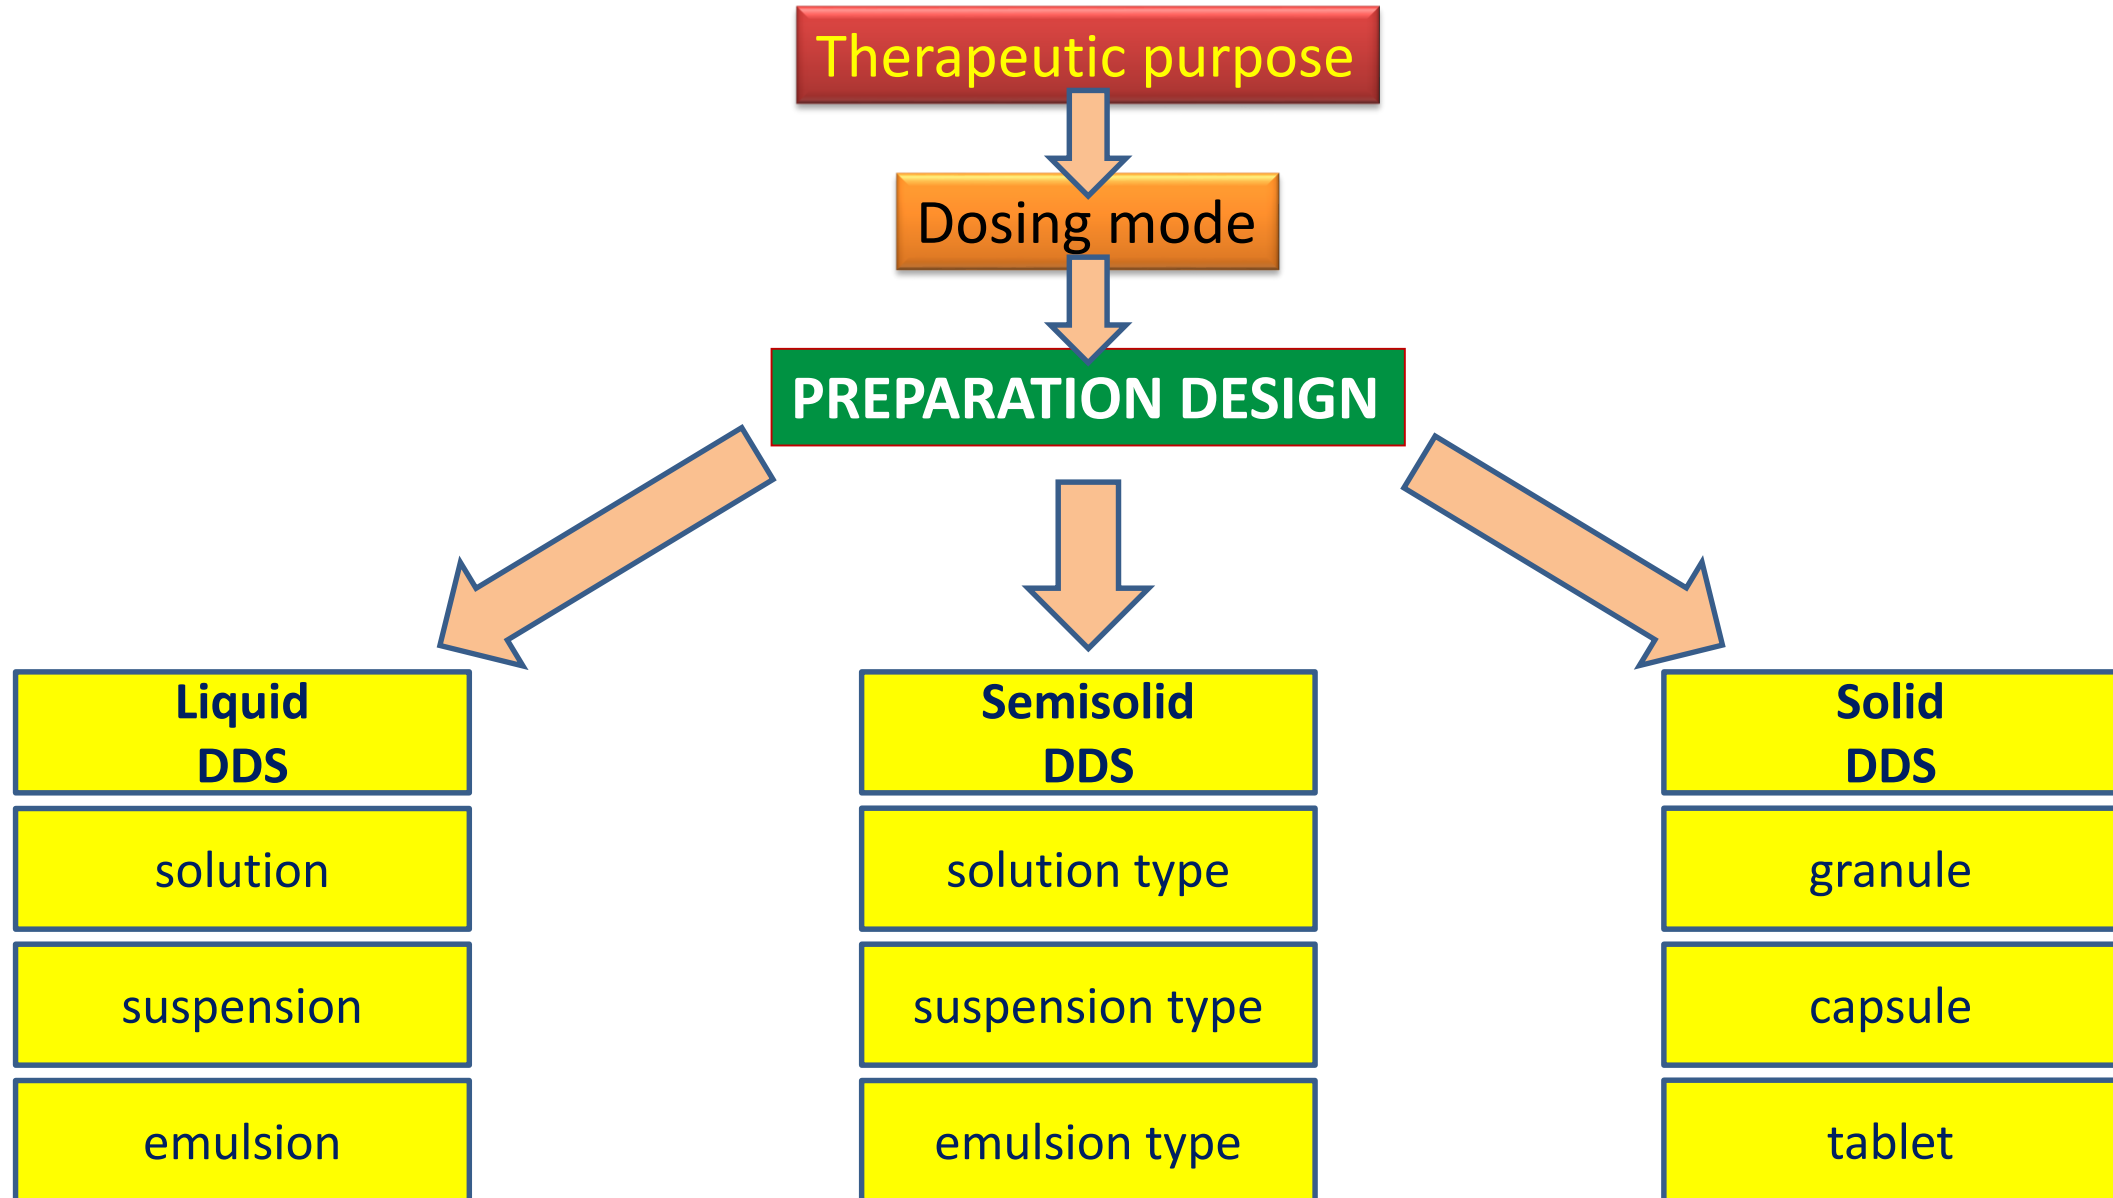 Therapeutic purpose
Dosing mode
PREPARATION DESIGN
Liquid
DDS
solution
suspension
emulsion
Semisolid
DDS
solution type
suspension type
emulsion type
Solid
DDS
granule
capsule
tablet